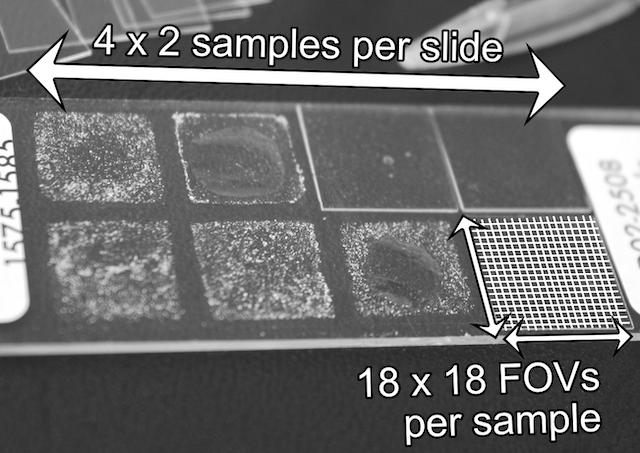 4 x 2 samples per slide
1575-1585
18 x 18 FOVs
per sample